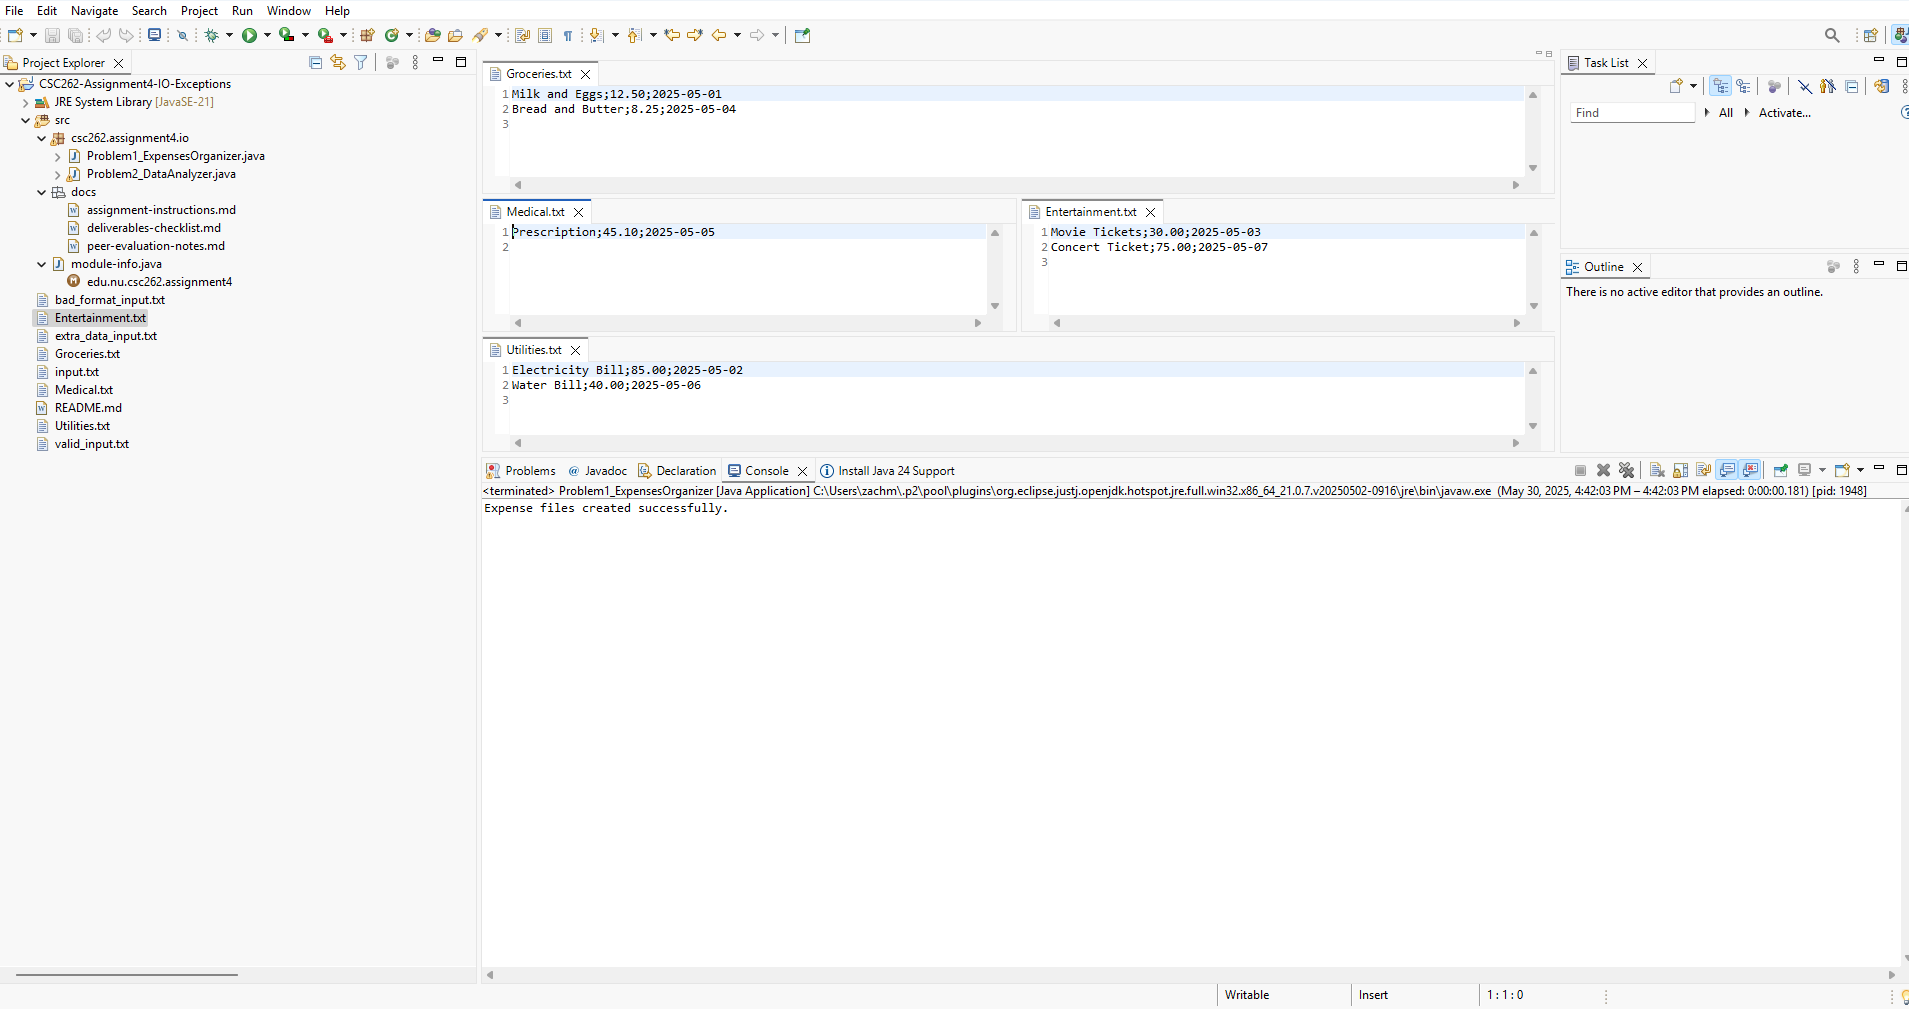 File Edit Navigate Search Project Run Window Help
Project Explorer
CSC262-Assignment4-IO-Exceptions
JRE System Library [JavaSE-21]
src
csc262.assignment4.io
Problem1_ExpensesOrganizer.java
Problem2_DataAnalyzer.java
docs
assignment-instructions.md
deliverables-checklist.md
peer-evaluation-notes.md
module-info.java
edu.nu.csc262.assignment4
bad_format_input.txt
Entertainment.txt
extra_data_input.txt
Groceries.txt
input.txt
Medical.txt
README.md
Utilities.txt
valid_input.txt
Groceries.txt
1 Milk and Eggs;12.50;2025-05-01
2 Bread and Butter;8.25;2025-05-04
3
Medical.txt
1 Prescription;45.10;2025-05-05
2
Entertainment.txt
1 Movie Tickets;30.00;2025-05-03
2 Concert Ticket;75.00;2025-05-07
3
Utilities.txt
1 Electricity Bill;85.00;2025-05-02
2 Water Bill;40.00;2025-05-06
3
Task List
Find All Activate...
Outline
There is no active editor that provides an outline.
Problems @ Javadoc Declaration Console Install Java 24 Support
<terminated> Problem1_ExpensesOrganizer [Java Application] C:\Users\zachm\.p2\pool\plugins\org.eclipse.justj.openjdk.hotspot.jre.full.win32.x86_64_21.0.7.v20250502-0916\jre\bin\javaw.exe (May 30, 2025, 4:42:03 PM – 4:42:03 PM elapsed: 0:00:00.181) [pid: 1948]
Expense files created successfully.
Writable Insert 1 : 1 : 0